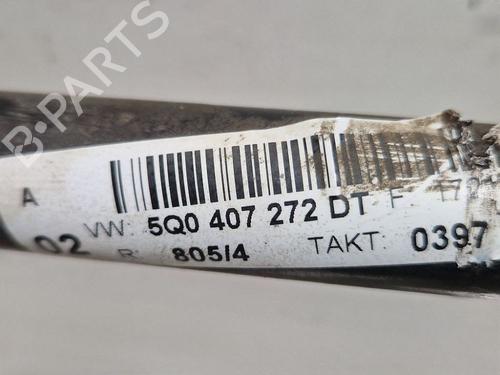 B-PARTS
A
VW: 5Q0 407 272 DT F
02 R: 805/4 TAKT: 0397